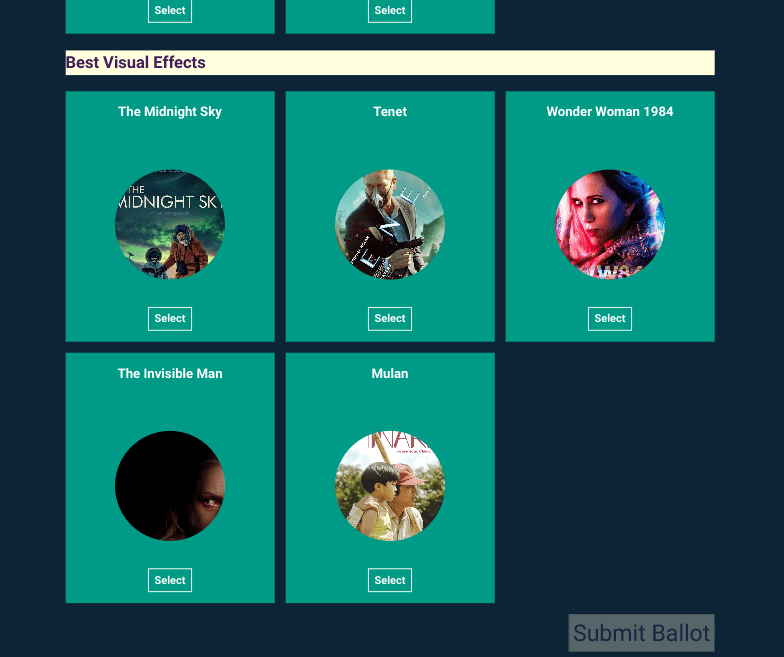 Select
Select
Best Visual Effects
The Midnight Sky
Tenet
Wonder Woman 1984
THE
MIDNIGHT SKY
Select
Select
Select
The Invisible Man
Mulan
Select
Select
Submit Ballot